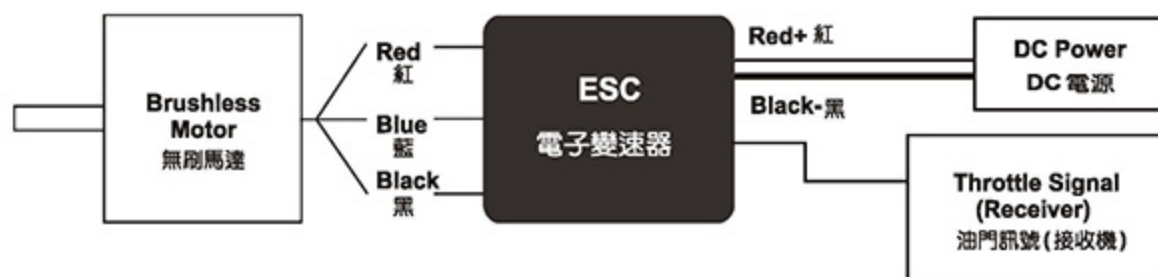 Brushless
Motor
無刷馬達
Red
紅
Blue
藍
Black
黑
ESC
電子變速器
Red+ 紅
Black-黑
DC Power
DC 電源
Throttle Signal
(Receiver)
油門訊號(接收機)